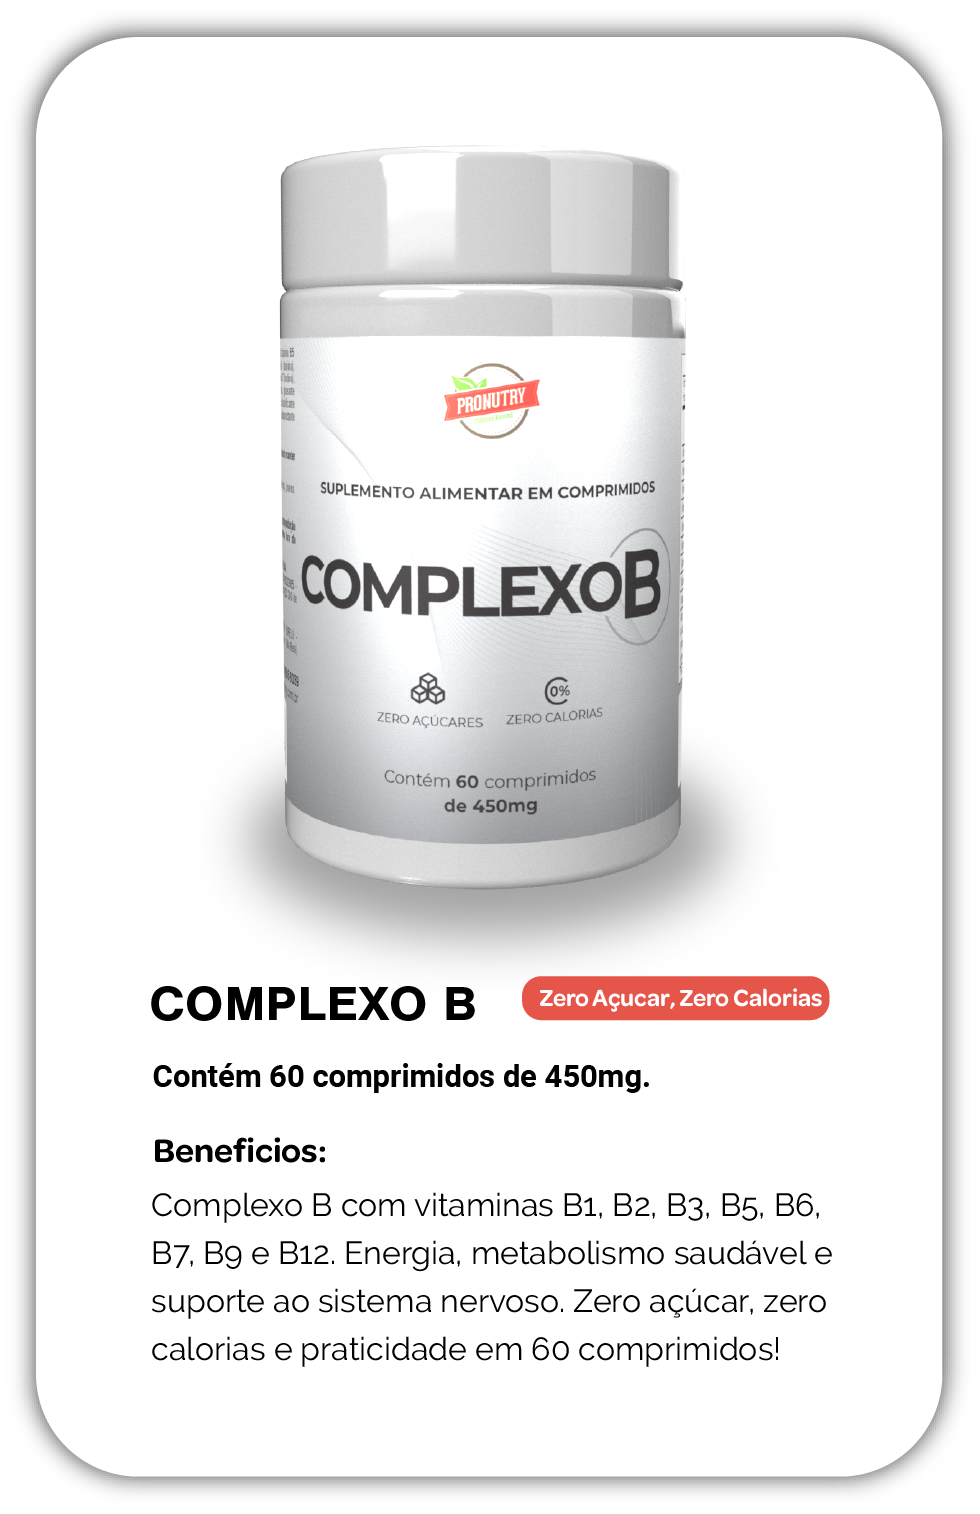 PRONUTRY
SUPLEMENTO ALIMENTAR EM COMPRIMIDOS
COMPLEXOB
0%
ZERO AÇÚCARES ZERO CALORIAS
Contém 60 comprimidos
de 450mg
COMPLEXO B
Zero Açucar, Zero Calorias
Contém 60 comprimidos de 450mg.
Beneficios:
Complexo B com vitaminas B1, B2, B3, B5, B6,
B7, B9 e B12. Energia, metabolismo saudável e
suporte ao sistema nervoso. Zero açúcar, zero
calorias e praticidade em 60 comprimidos!